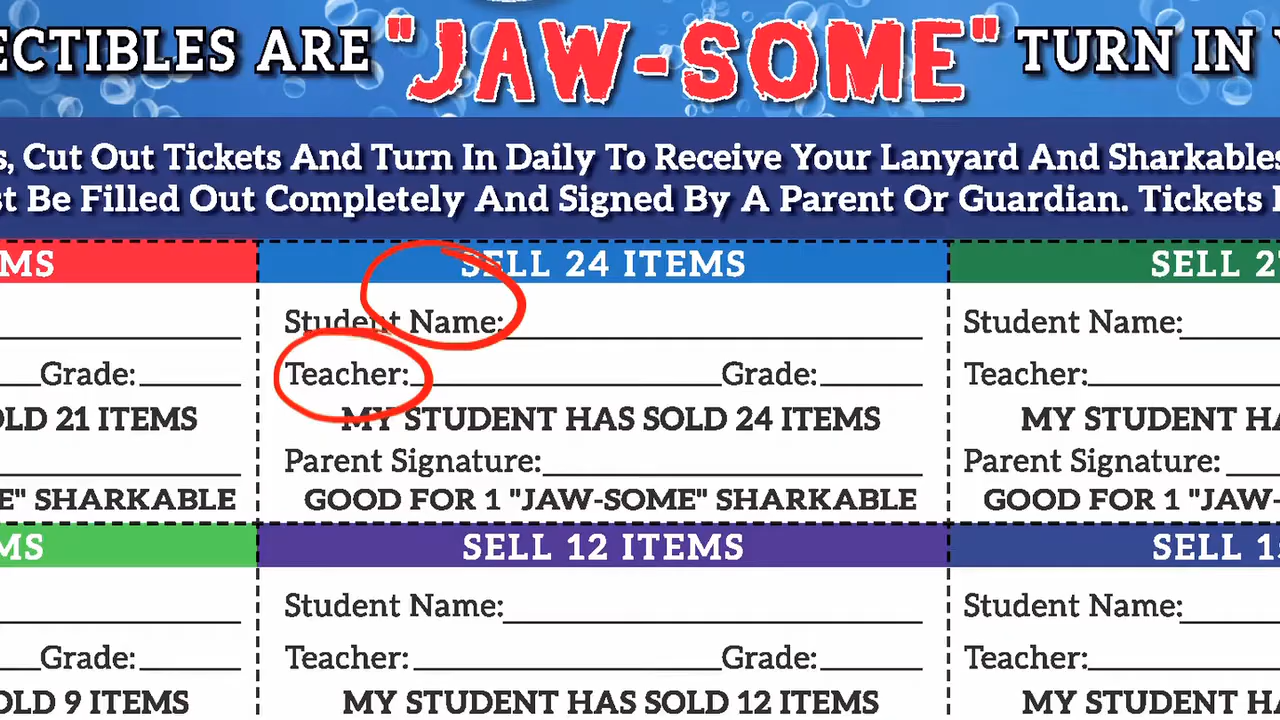 ECTIBLES ARE "JAW-SOME" TURN IN
s, Cut Out Tickets And Turn In Daily To Receive Your Lanyard And Sharkables
st Be Filled Out Completely And Signed By A Parent Or Guardian. Tickets
MS
SELL 24 ITEMS
SELL 2
Student Name:
Student Name:
Grade:
Teacher: Grade:
Teacher:
OLD 21 ITEMS
MY STUDENT HAS SOLD 24 ITEMS
MY STUDENT HA
Parent Signature:
Parent Signature:
E" SHARKABLE
GOOD FOR 1 "JAW-SOME" SHARKABLE
GOOD FOR 1 "JAW-
MS
SELL 12 ITEMS
SELL 1
Student Name:
Student Name:
Grade:
Teacher: Grade:
Teacher:
SOLD 9 ITEMS
MY STUDENT HAS SOLD 12 ITEMS
MY STUDENT HA